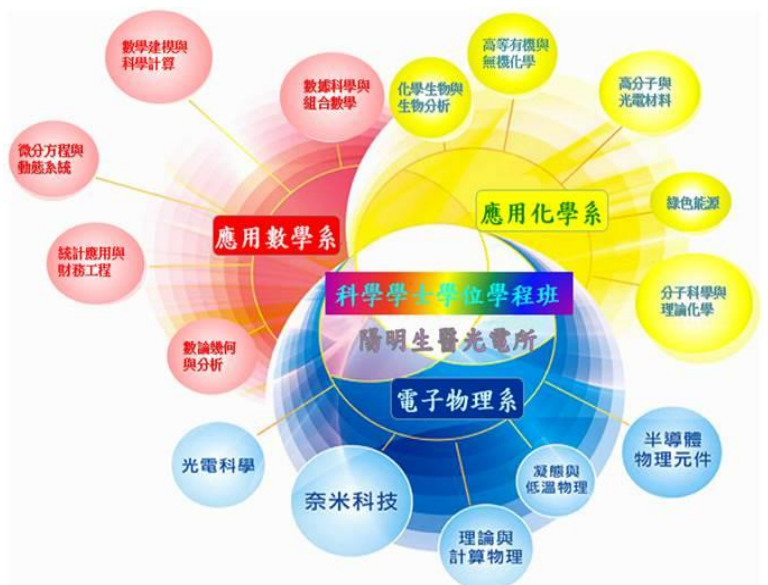 數學建模與
科學計算
數據科學與
組合數學
微分方程與
動態系統
統計應用與
財務工程
數論幾何
與分析
應用數學系
化學生物與
生物分析
高等有機與
無機化學
高分子與
光電材料
綠色能源
分子科學與
理論化學
應用化學系
科學學士學位學程班
陽明生醫光電所
電子物理系
光電科學
奈米科技
理論與
計算物理
凝態與
低溫物理
半導體
物理元件